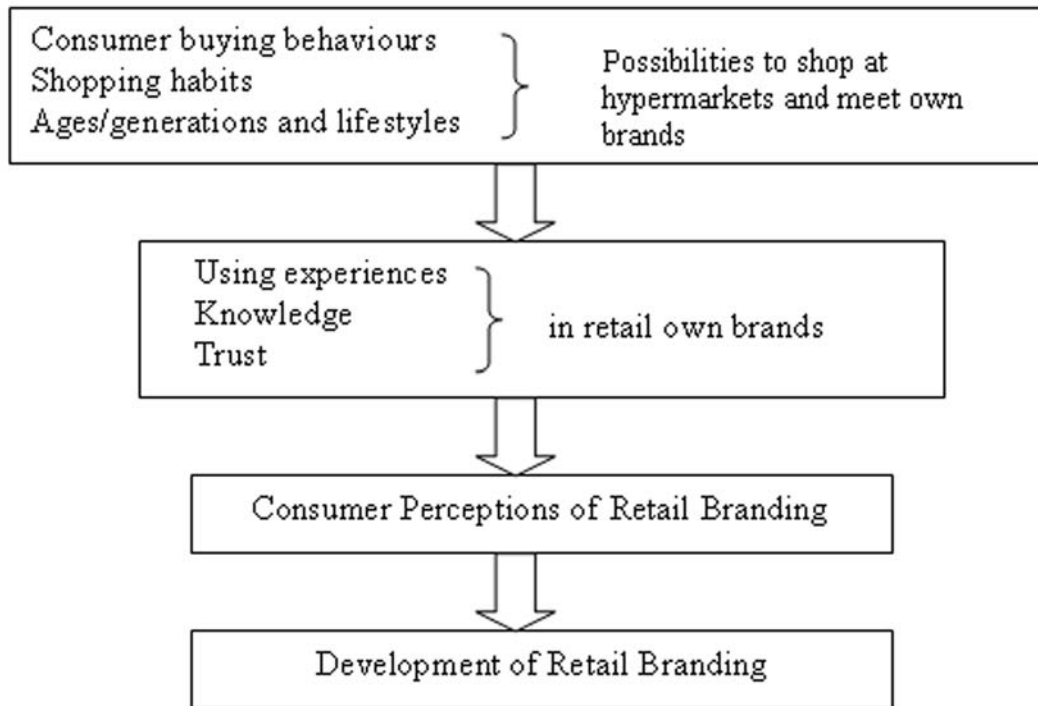 Consumer buying behaviours
Shopping habits
Ages/generations and lifestyles
Possibilities to shop at
hypermarkets and meet own
brands
Using experiences
Knowledge
Trust
in retail own brands
Consumer Perceptions of Retail Branding
Development of Retail Branding